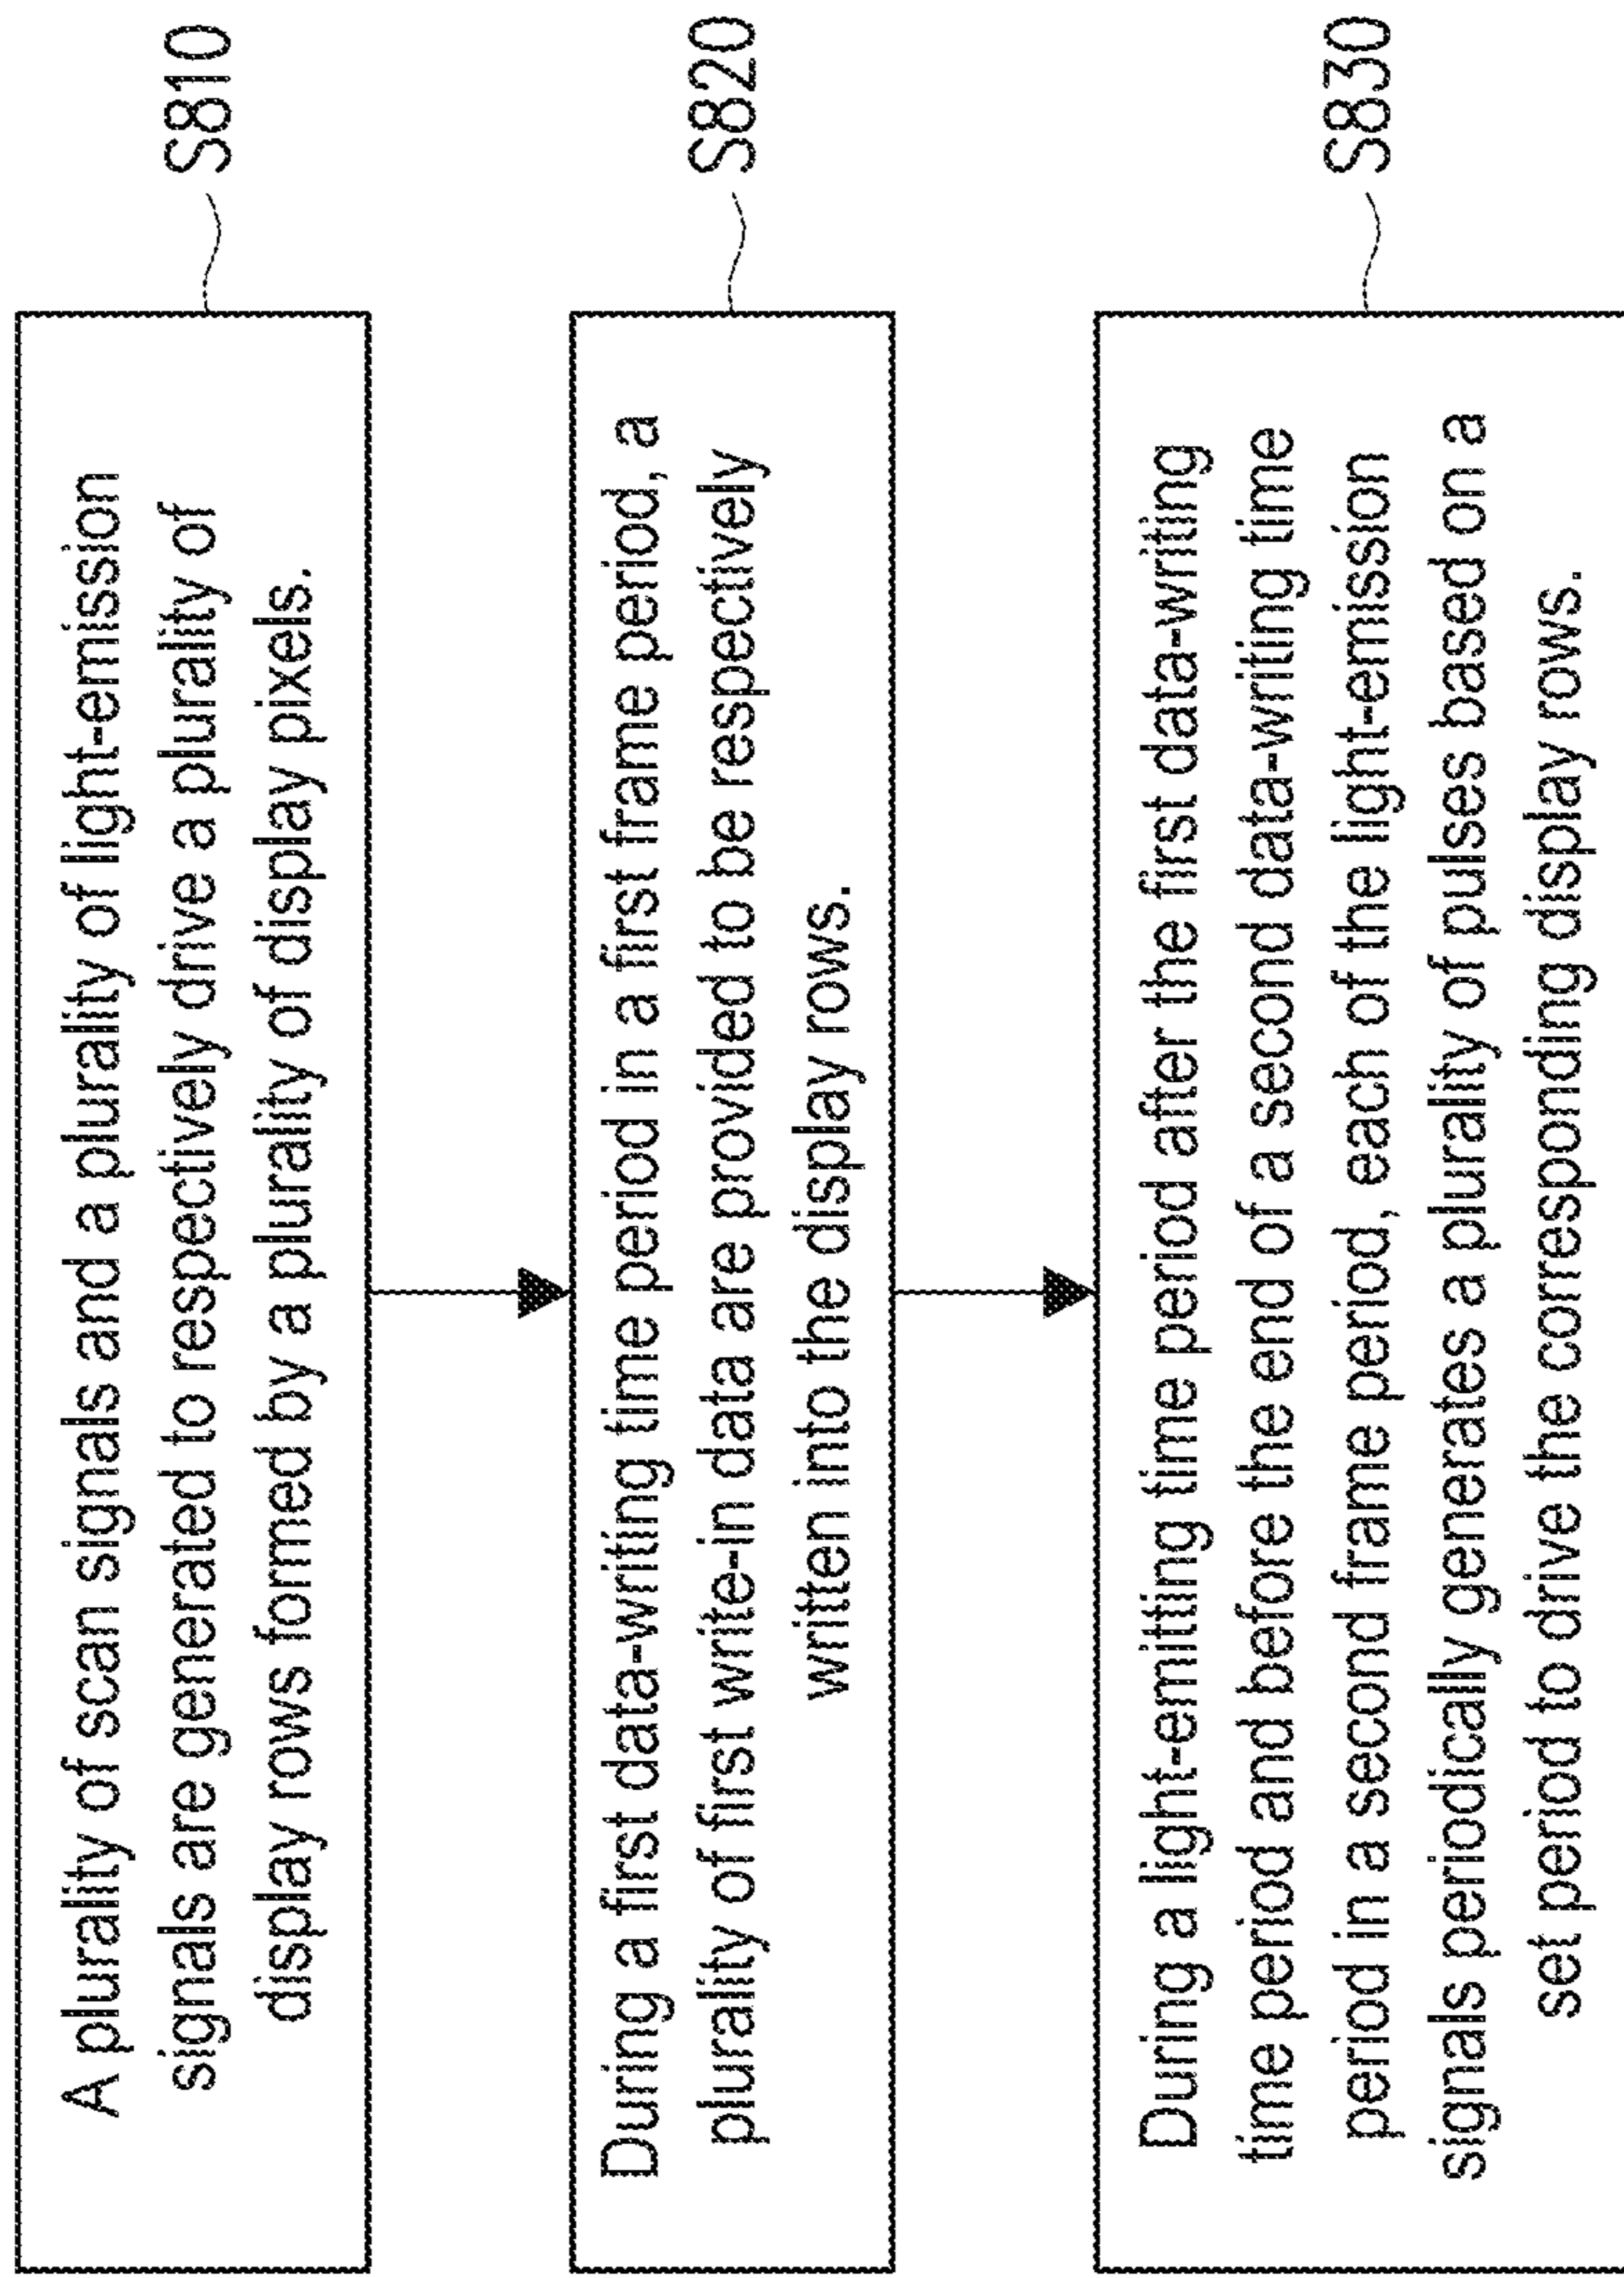 A plurality of scan signals and a plurality of light-emission
signals are generated to respectively drive a plurality of
display rows formed by a plurality of display pixels.
S810
During a first data-writing time period in a first frame period, a
plurality of first write-in data are provided to be respectively
written into the display rows.
S820
During a light-emitting time period after the first data-writing
time period and before the end of a second data-writing time
period in a second frame period, each of the light-emission
signals periodically generates a plurality of pulses based on a
set period to drive the corresponding display rows.
S830